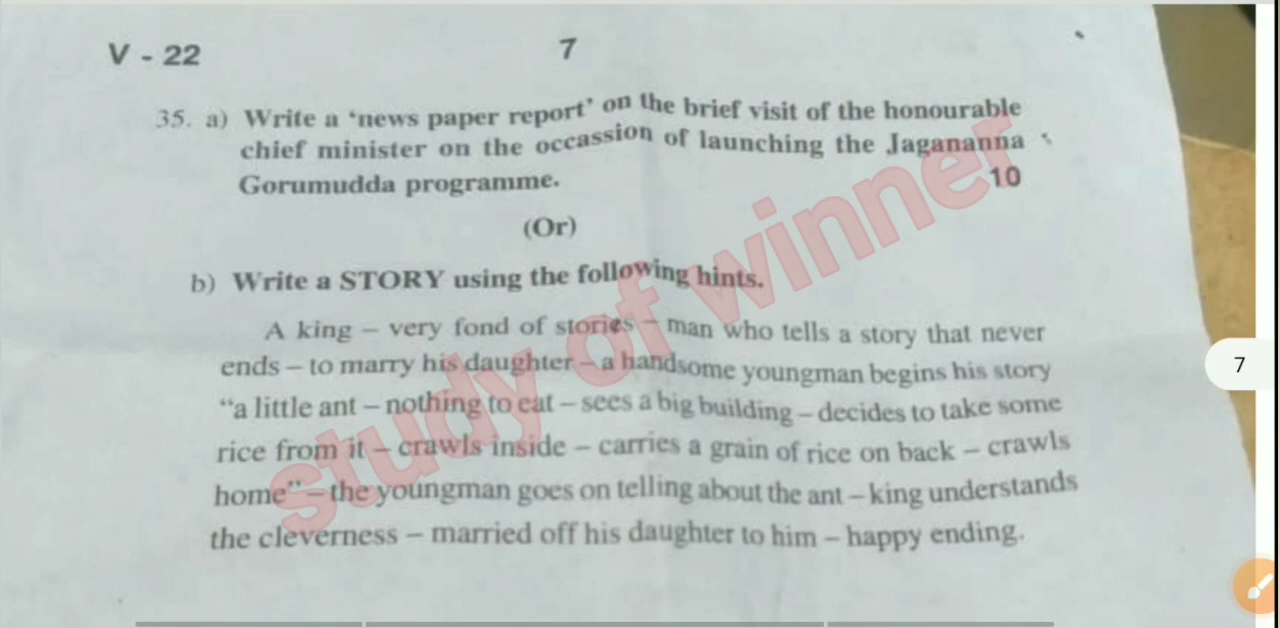 V - 22
7
35. a) Write a ‘news paper report’ on the brief visit of the honourable
chief minister on the occassion of launching the Jagananna
Gorumudda programme.
10
(Or)
b) Write a STORY using the following hints.
A king – very fond of stories – man who tells a story that never
ends – to marry his daughter – a handsome youngman begins his story
“a little ant – nothing to eat – sees a big building – decides to take some
rice from it – crawls inside – carries a grain of rice on back – crawls
home” – the youngman goes on telling about the ant – king understands
the cleverness – married off his daughter to him – happy ending.
study of winner
7